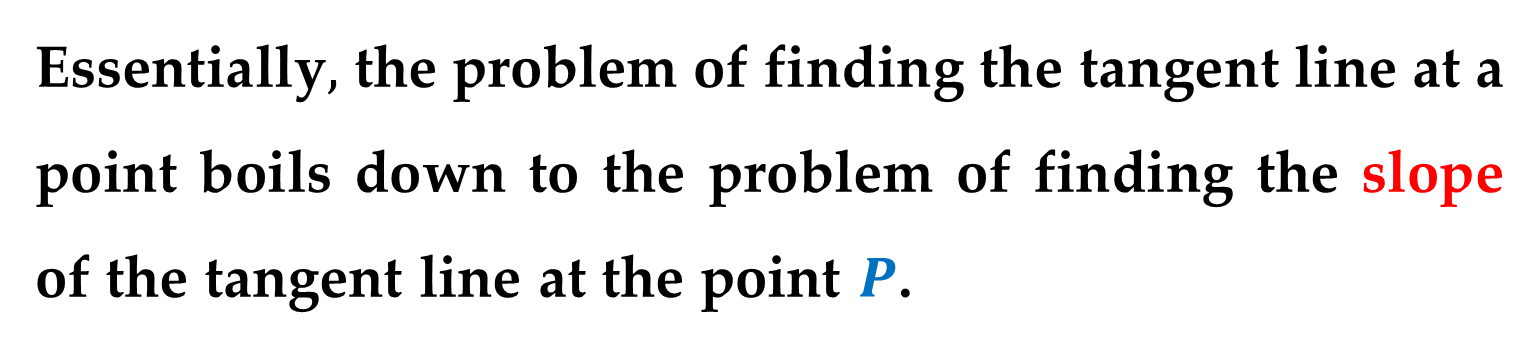 Essentially, the problem of finding the tangent line at a
point boils down to the problem of finding the slope
of the tangent line at the point P.